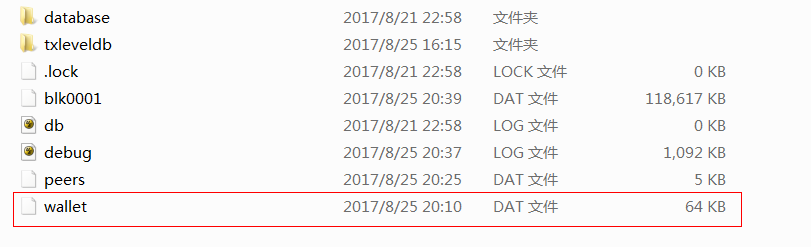 database 2017/8/21 22:58 文件夹
txleveldb 2017/8/25 16:15 文件夹
.lock 2017/8/21 22:58 LOCK 文件 0 KB
blk0001 2017/8/25 20:39 DAT 文件 118,617 KB
db 2017/8/21 22:58 LOG 文件 0 KB
debug 2017/8/25 20:37 LOG 文件 1,092 KB
peers 2017/8/25 20:25 DAT 文件 5 KB
wallet 2017/8/25 20:10 DAT 文件 64 KB